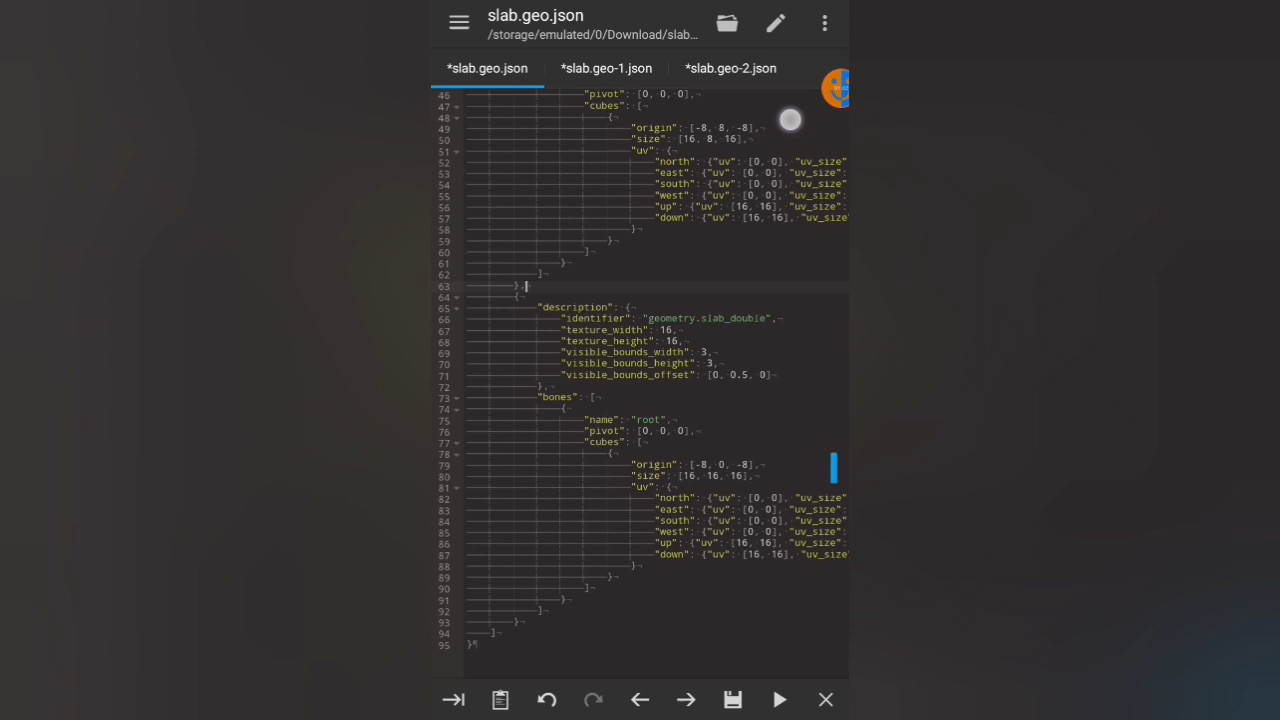 slab.geo.json
/storage/emulated/0/Download/slab...
*slab.geo.json *slab.geo-1.json *slab.geo-2.json
46 "pivot": [0, 0, 0],
47 "cubes": [
48 {
49 "origin": [-8, 8, -8],
50 "size": [16, 8, 16],
51 "uv": {
52 "north": {"uv": [0, 0], "uv_size"
53 "east": {"uv": [0, 0], "uv_size":
54 "south": {"uv": [0, 0], "uv_size":
55 "west": {"uv": [0, 0], "uv_size":
56 "up": {"uv": [16, 16], "uv_size":
57 "down": {"uv": [16, 16], "uv_size"
58 }
59 }
60 ]
61 }
62 ]
63 },
64 {
65 "description": {
66 "identifier": "geometry.slab_double",
67 "texture_width": 16,
68 "texture_height": 16,
69 "visible_bounds_width": 3,
70 "visible_bounds_height": 3,
71 "visible_bounds_offset": [0, 0.5, 0]
72 },
73 "bones": [
74 {
75 "name": "root",
76 "pivot": [0, 0, 0],
77 "cubes": [
78 {
79 "origin": [-8, 0, -8],
80 "size": [16, 16, 16],
81 "uv": {
82 "north": {"uv": [0, 0], "uv_size"
83 "east": {"uv": [0, 0], "uv_size":
84 "south": {"uv": [0, 0], "uv_size":
85 "west": {"uv": [0, 0], "uv_size":
86 "up": {"uv": [16, 16], "uv_size":
87 "down": {"uv": [16, 16], "uv_size"
88 }
89 }
90 ]
91 }
92 ]
93 }
94 ]
95 }